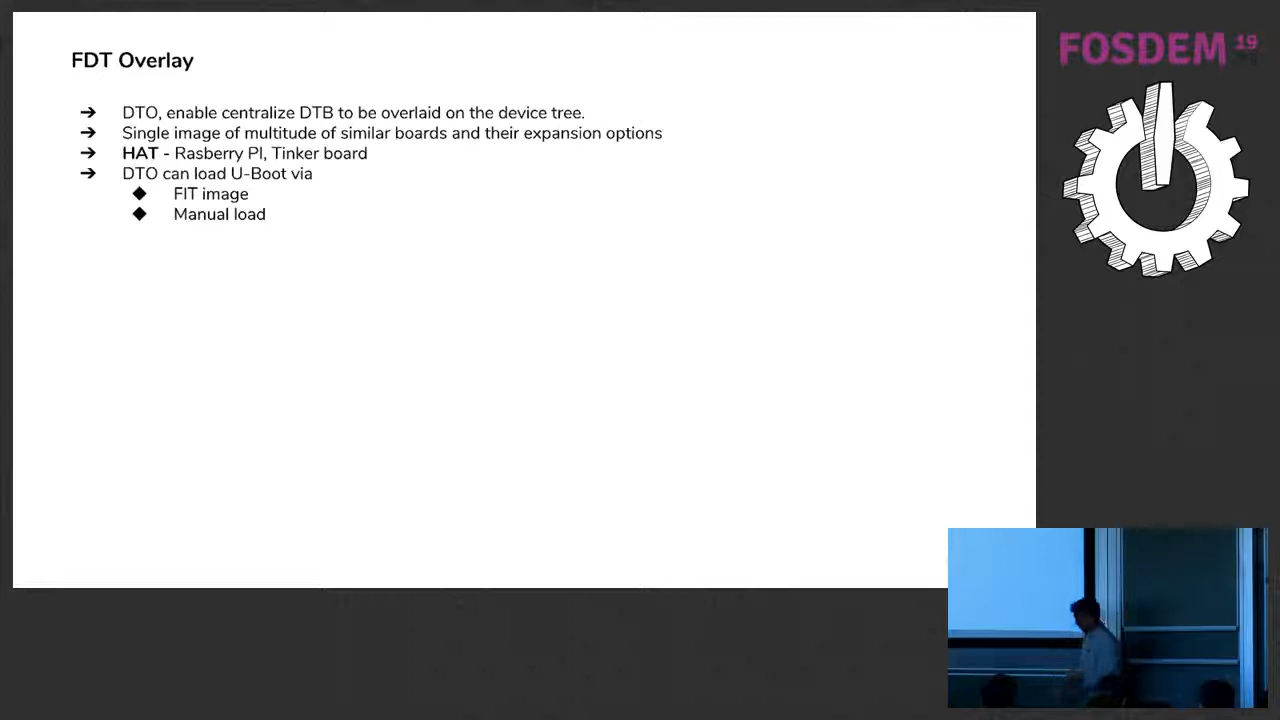 FDT Overlay
➔ DTO, enable centralize DTB to be overlaid on the device tree.
➔ Single image of multitude of similar boards and their expansion options
➔ HAT - Rasberry PI, Tinker board
➔ DTO can load U-Boot via
◆ FIT image
◆ Manual load
FOSDEM 19